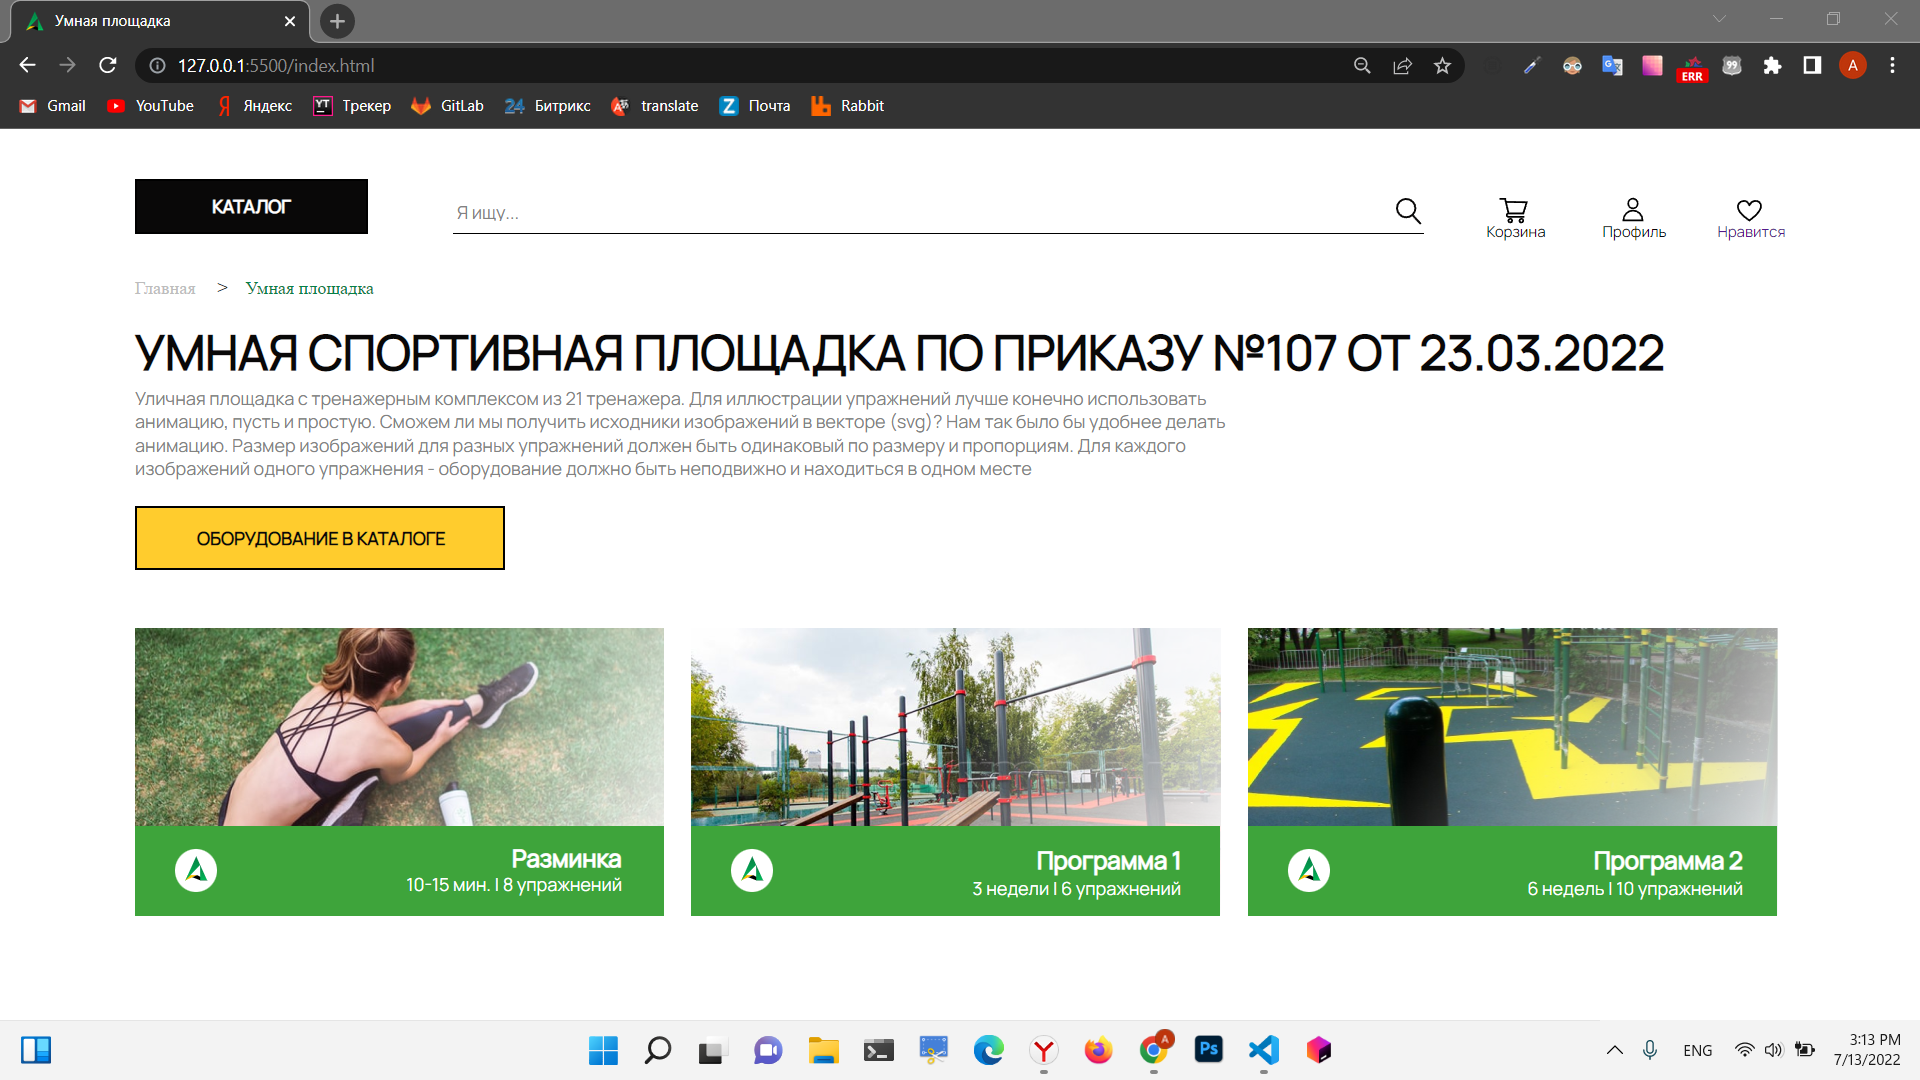 Умная площадка
127.0.0.1:5500/index.html
ERR
99
A
Gmail
YouTube
Яндекс
YT
Трекер
GitLab
24
Битрикс
translate
Z
Почта
Rabbit
КАТАЛОГ
Я ищу...
Корзина
Профиль
Нравится
Главная > Умная площадка
УМНАЯ СПОРТИВНАЯ ПЛОЩАДКА ПО ПРИКАЗУ №107 ОТ 23.03.2022
Уличная площадка с тренажерным комплексом из 21 тренажера. Для иллюстрации упражнений лучше конечно использовать
анимацию, пусть и простую. Сможем ли мы получить исходники изображений в векторе (svg)? Нам так было бы удобнее делать
анимацию. Размер изображений для разных упражнений должен быть одинаковый по размеру и пропорциям. Для каждого
изображений одного упражнения - оборудование должно быть неподвижно и находиться в одном месте
ОБОРУДОВАНИЕ В КАТАЛОГЕ
Разминка
10-15 мин. | 8 упражнений
Программа 1
3 недели | 6 упражнений
Программа 2
6 недель | 10 упражнений
A
Ps
ENG
3:13 PM
7/13/2022